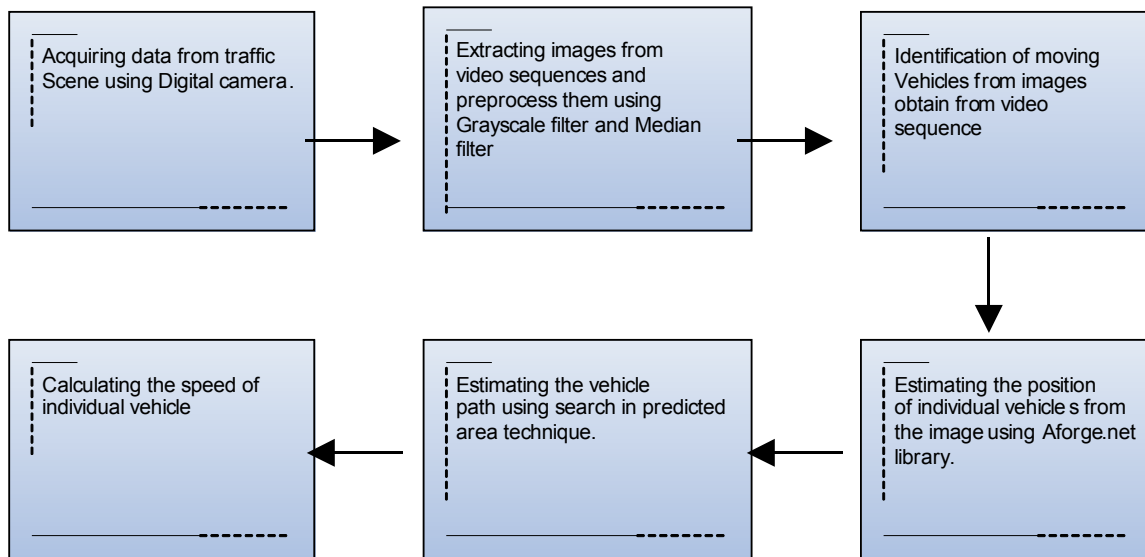 Acquiring data from traffic
Scene using Digital camera.
Extracting images from
video sequences and
preprocess them using
Grayscale filter and Median
filter
Identification of moving
Vehicles from images
obtain from video
sequence
Estimating the position
of individual vehicle s from
the image using Aforge.net
library.
Estimating the vehicle
path using search in predicted
area technique.
Calculating the speed of
individual vehicle